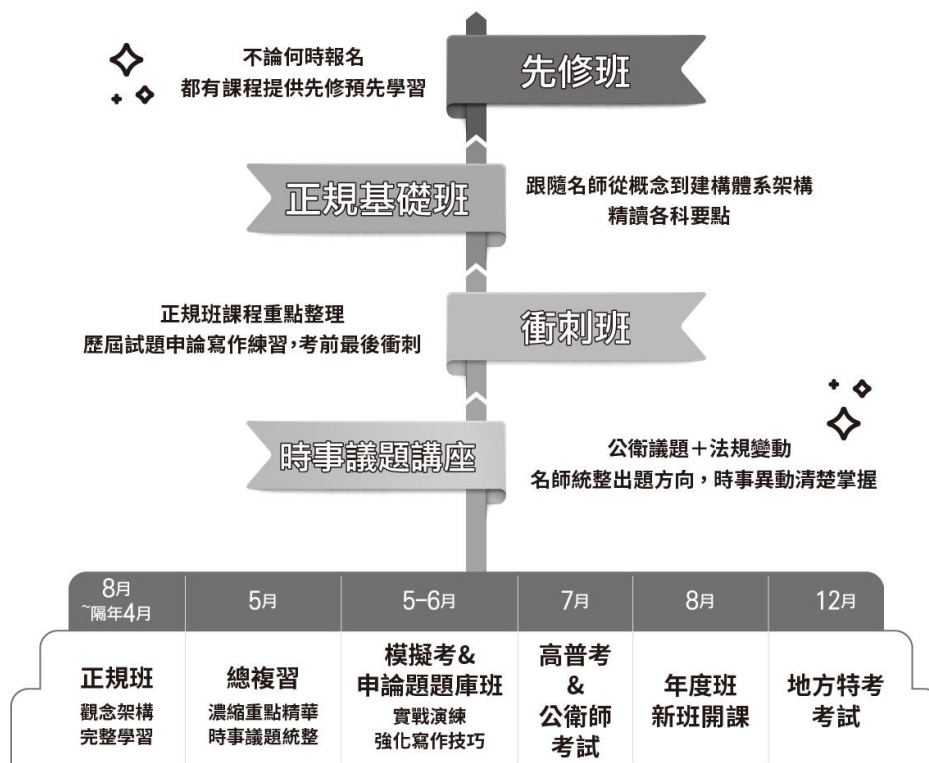 不論何時報名
都有課程提供先修預先學習
先修班
正規基礎班
跟隨名師從概念到建構體系架構
精讀各科要點
正規班課程重點整理
歷屆試題申論寫作練習，考前最後衝刺
衝刺班
時事議題講座
公衛議題＋法規變動
名師統整出題方向，時事異動清楚掌握
8月
~隔年4月
5月
5-6月
7月
8月
12月
正規班
觀念架構
完整學習
總複習
濃縮重點精華
時事議題統整
模擬考&
申論題題庫班
實戰演練
強化寫作技巧
高普考
&
公衛師
考試
年度班
新班開課
地方特考
考試